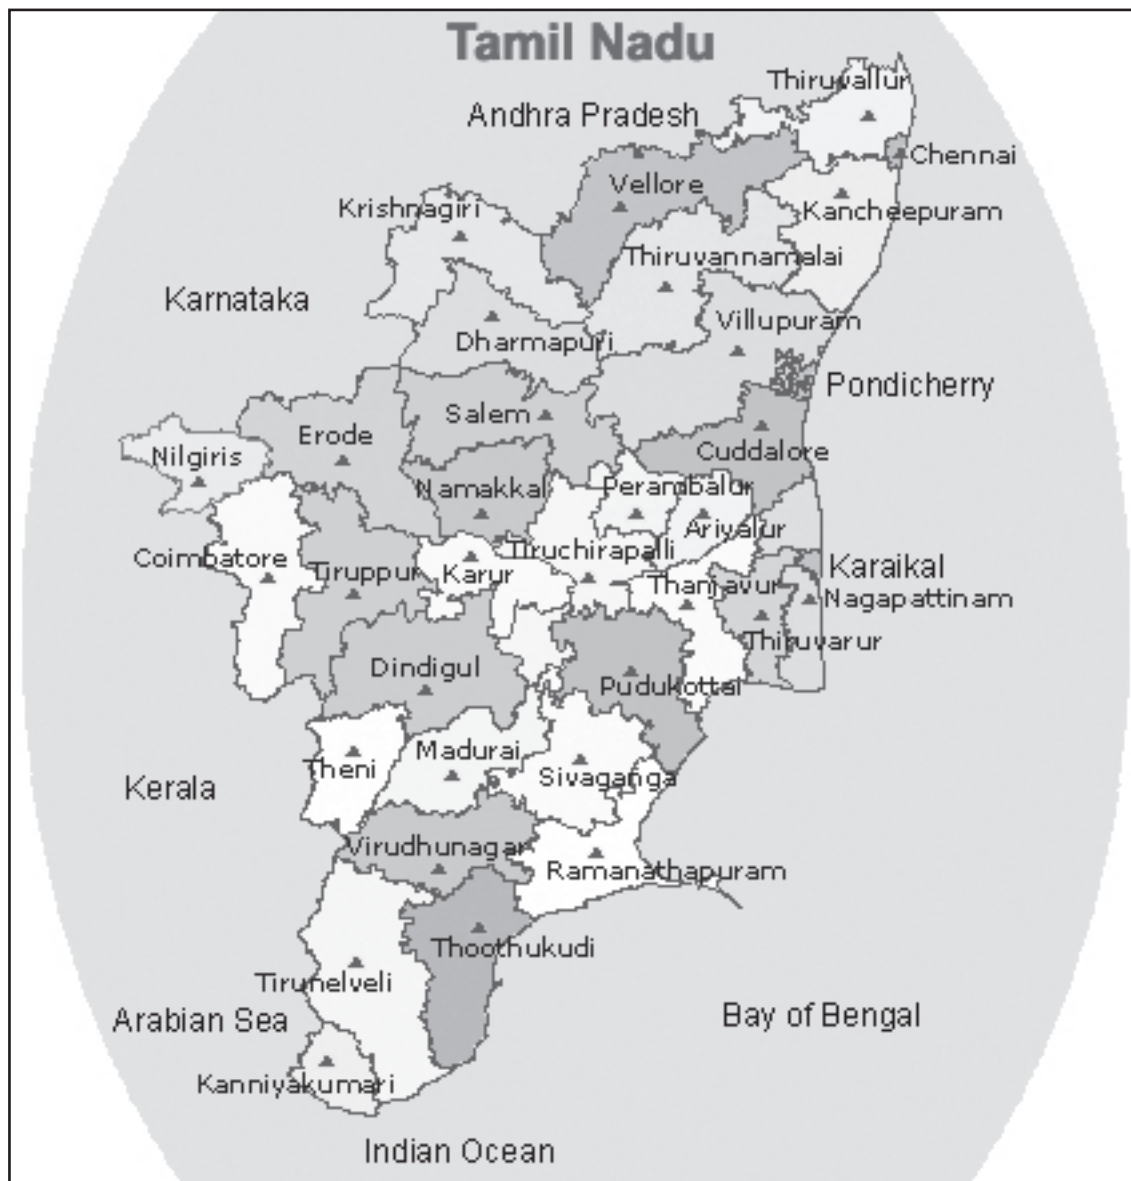 Tamil Nadu
Thiruvallur
Andhra Pradesh
Chennai
Vellore
Krishnagiri
Kancheepuram
Thiruvannamalai
Karnataka
Villupuram
Dharmapuri
Pondicherry
Salem
Erode
Cuddalore
Nilgiris
Namakkal
Perambalur
Ariyalur
Tiruchirapalli
Coimbatore
Karaikal
Tiruppur
Karur
Thanjavur
Nagapattinam
Thiruvarur
Dindigul
Pudukottai
Madurai
Theni
Sivaganga
Kerala
Virudhunagar
Ramanathapuram
Thoothukudi
Tirunelveli
Bay of Bengal
Arabian Sea
Kanniyakumari
Indian Ocean